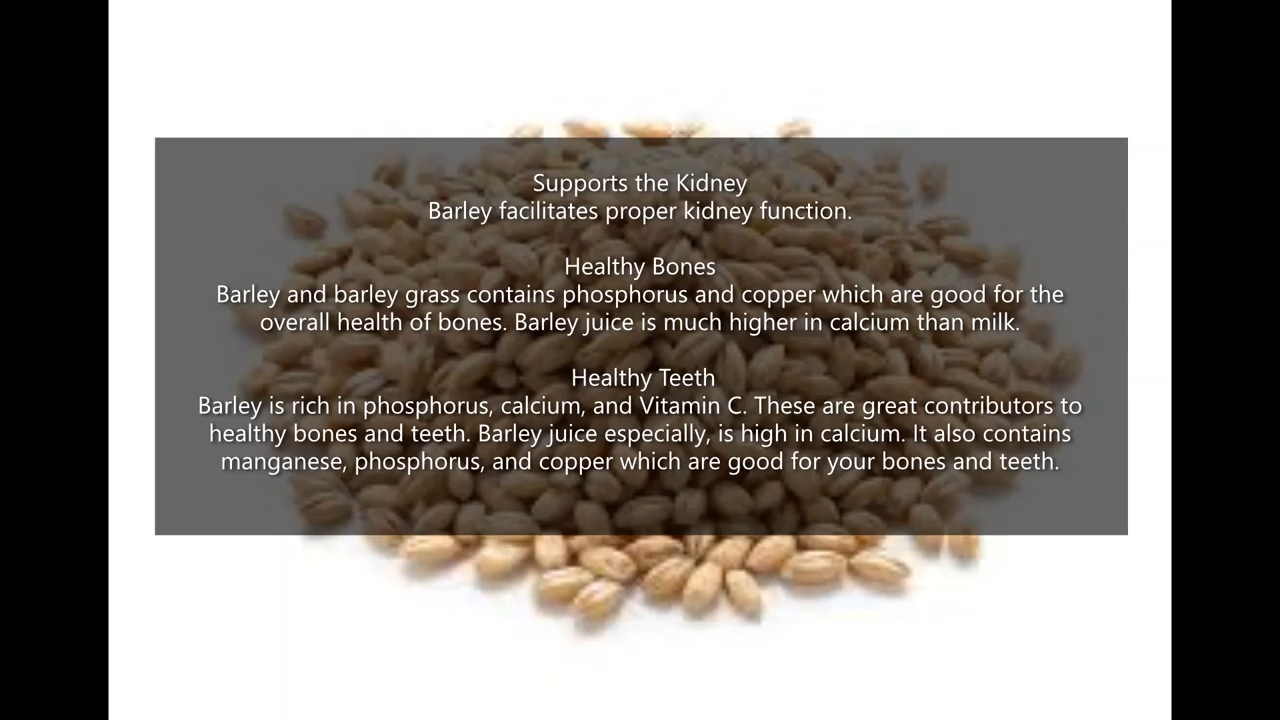 Supports the Kidney
Barley facilitates proper kidney function.
Healthy Bones
Barley and barley grass contains phosphorus and copper which are good for the
overall health of bones. Barley juice is much higher in calcium than milk.
Healthy Teeth
Barley is rich in phosphorus, calcium, and Vitamin C. These are great contributors to
healthy bones and teeth. Barley juice especially, is high in calcium. It also contains
manganese, phosphorus, and copper which are good for your bones and teeth.